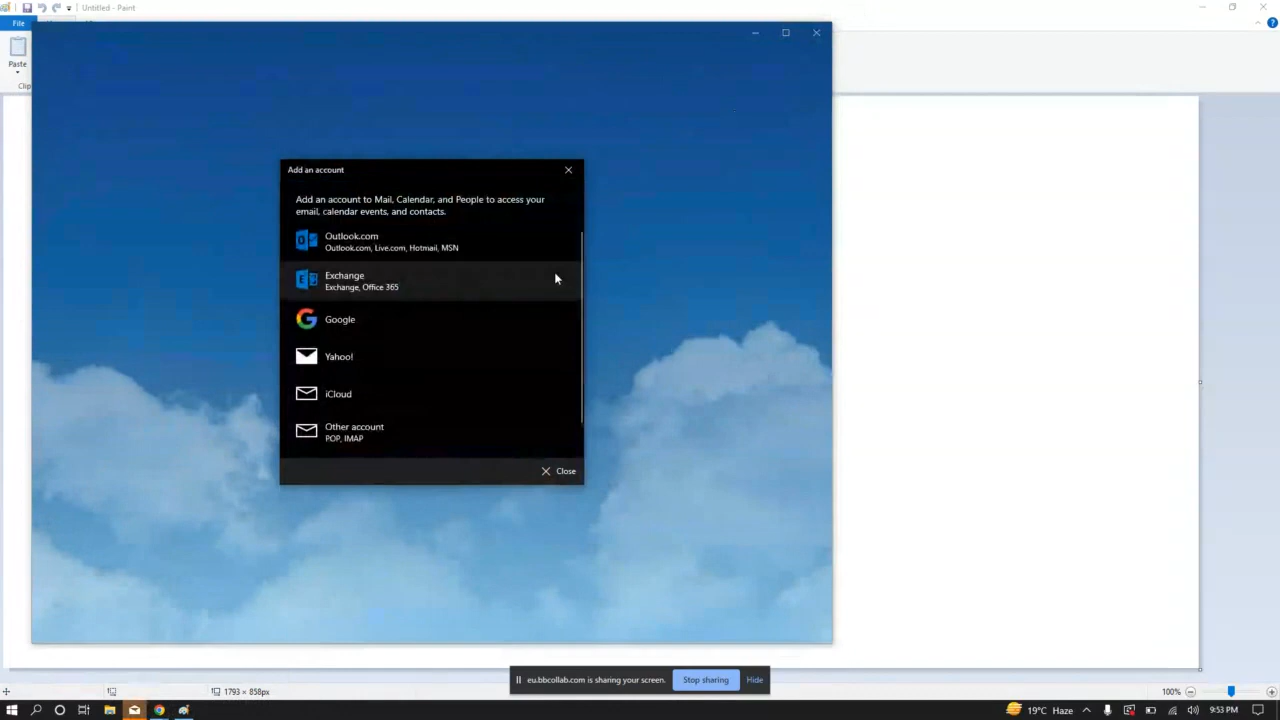 Untitled - Paint
File
Paste
Clip
Add an account
Add an account to Mail, Calendar, and People to access your
email, calendar events, and contacts.
Outlook.com
Outlook.com, Live.com, Hotmail, MSN
Exchange
Exchange, Office 365
Google
Yahoo!
iCloud
Other account
POP, IMAP
Close
eu.bbcollab.com is sharing your screen.
Stop sharing
Hide
1793 × 858px
100%
19°C Haze
9:53 PM